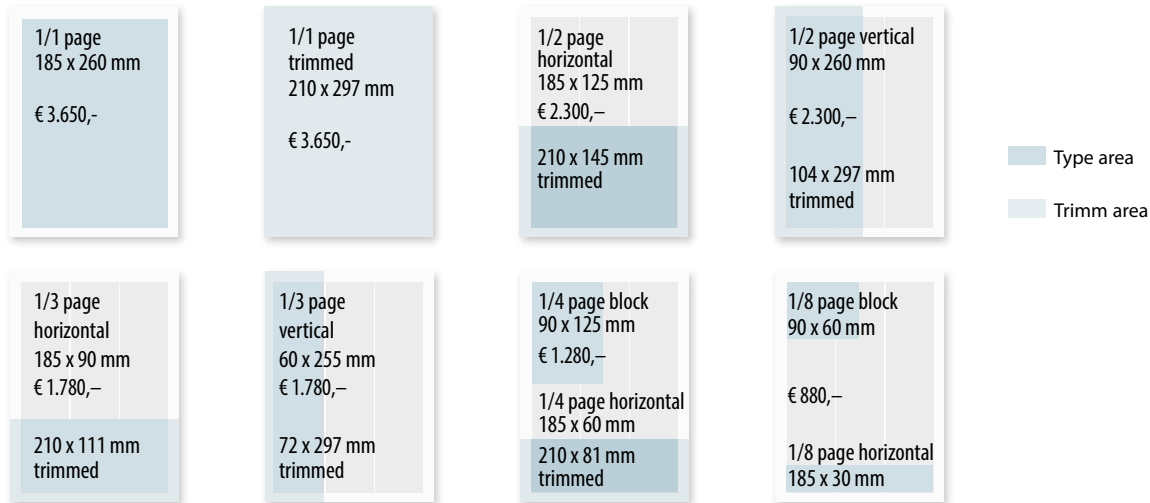 1/1 page
185 x 260 mm
€ 3.650,-
1/1 page
trimmed
210 x 297 mm
€ 3.650,-
1/2 page
horizontal
185 x 125 mm
€ 2.300,–
210 x 145 mm
trimmed
1/2 page vertical
90 x 260 mm
€ 2.300,–
104 x 297 mm
trimmed
Type area
Trimm area
1/3 page
horizontal
185 x 90 mm
€ 1.780,–
210 x 111 mm
trimmed
1/3 page
vertical
60 x 255 mm
€ 1.780,–
72 x 297 mm
trimmed
1/4 page block
90 x 125 mm
€ 1.280,–
1/4 page horizontal
185 x 60 mm
210 x 81 mm
trimmed
1/8 page block
90 x 60 mm
€ 880,–
1/8 page horizontal
185 x 30 mm